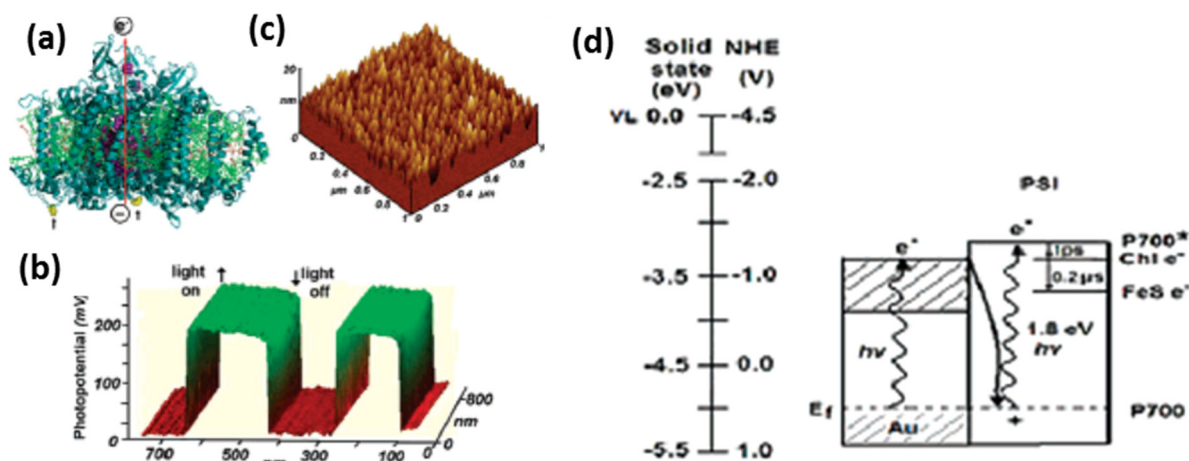 (a)
e⁻
t
−
t
(c)
20
nm
0
0.2
0.4
µm
0.6
0.8
1
0
0.2
0.4
µm
0.6
0.8
(b)
light
on
↑
↓ light
off
Photopotential (mV)
200
100
0
700
500
300
0
nm
800
(d)
Solid NHE
state (V)
(eV)
VL 0.0 -4.5
-2.5 -2.0
-3.5 -1.0
-4.5 0.0
-5.5 1.0
PSI
e⁻ e⁻ P700*
1ps
Chl e⁻
0.2µs
FeS e⁻
1.8 eV
hν hν
Ef P700
Au +